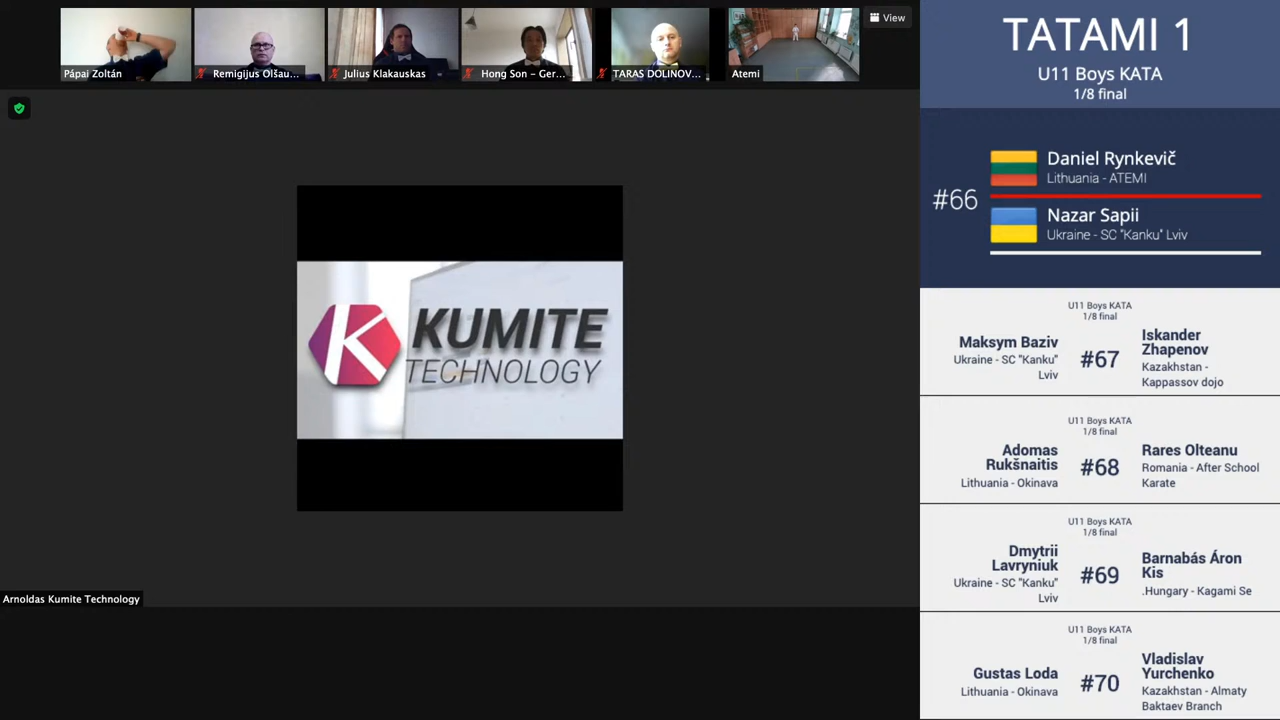 Pápai Zoltán
Remigijus Olšau...
Julius Klakauskas
Hong Son - Ger...
TARAS DOLINOV...
Atemi
View
K KUMITE
TECHNOLOGY
Arnoldas Kumite Technology
TATAMI 1
U11 Boys KATA
1/8 final
#66
Daniel Rynkevič
Lithuania - ATEMI
Nazar Sapii
Ukraine - SC "Kanku" Lviv
U11 Boys KATA
1/8 final
Maksym Baziv
Ukraine - SC "Kanku"
Lviv
#67
Iskander
Zhapenov
Kazakhstan -
Kappassov dojo
U11 Boys KATA
1/8 final
Adomas
Rukšnaitis
Lithuania - Okinava
#68
Rares Olteanu
Romania - After School
Karate
U11 Boys KATA
1/8 final
Dmytrii
Lavryniuk
Ukraine - SC "Kanku"
Lviv
#69
Barnabás Áron
Kis
.Hungary - Kagami Se
U11 Boys KATA
1/8 final
Gustas Loda
Lithuania - Okinava
#70
Vladislav
Yurchenko
Kazakhstan - Almaty
Baktaev Branch